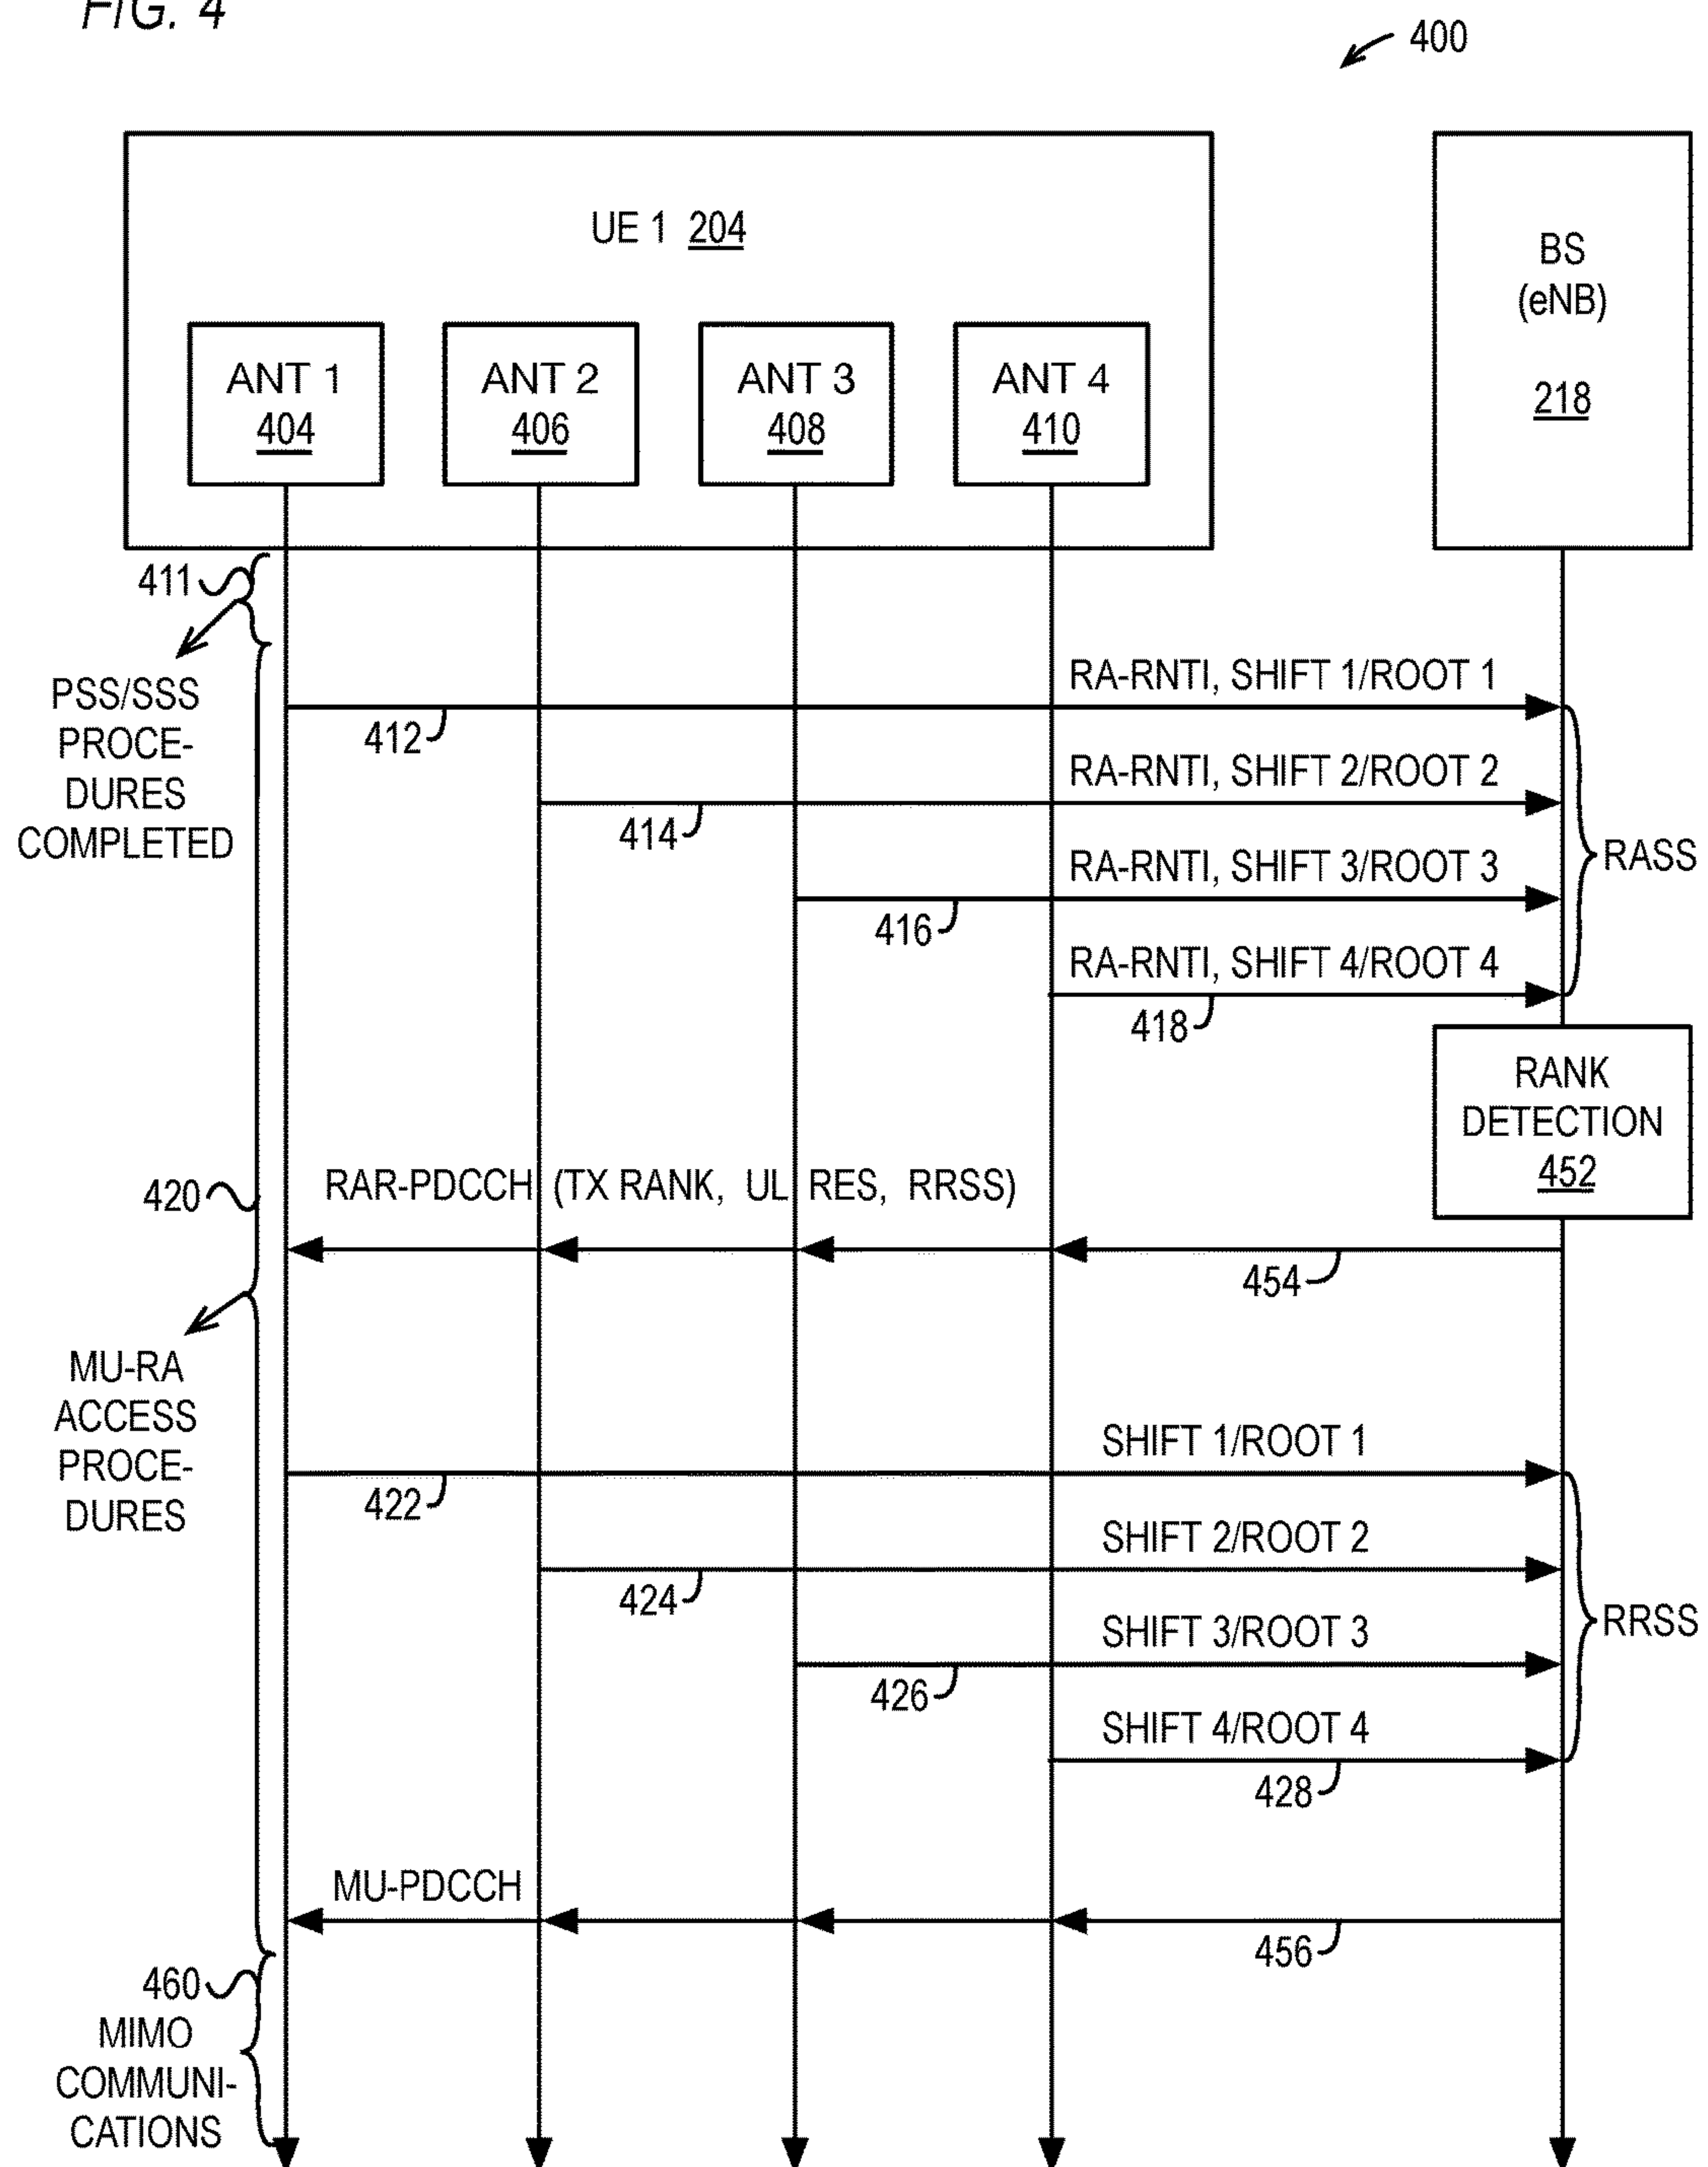 FIG. 4
400
UE 1 204
BS
(eNB)
218
ANT 1
404
ANT 2
406
ANT 3
408
ANT 4
410
411
PSS/SSS
PROCE-
DURES
COMPLETED
RA-RNTI, SHIFT 1/ROOT 1
412
RA-RNTI, SHIFT 2/ROOT 2
414
RASS
RA-RNTI, SHIFT 3/ROOT 3
416
RA-RNTI, SHIFT 4/ROOT 4
418
RANK
DETECTION
452
420
RAR-PDCCH (TX RANK, UL RES, RRSS)
454
MU-RA
ACCESS
PROCE-
DURES
SHIFT 1/ROOT 1
422
SHIFT 2/ROOT 2
424
RRSS
SHIFT 3/ROOT 3
426
SHIFT 4/ROOT 4
428
MU-PDCCH
456
460
MIMO
COMMUNI-
CATIONS